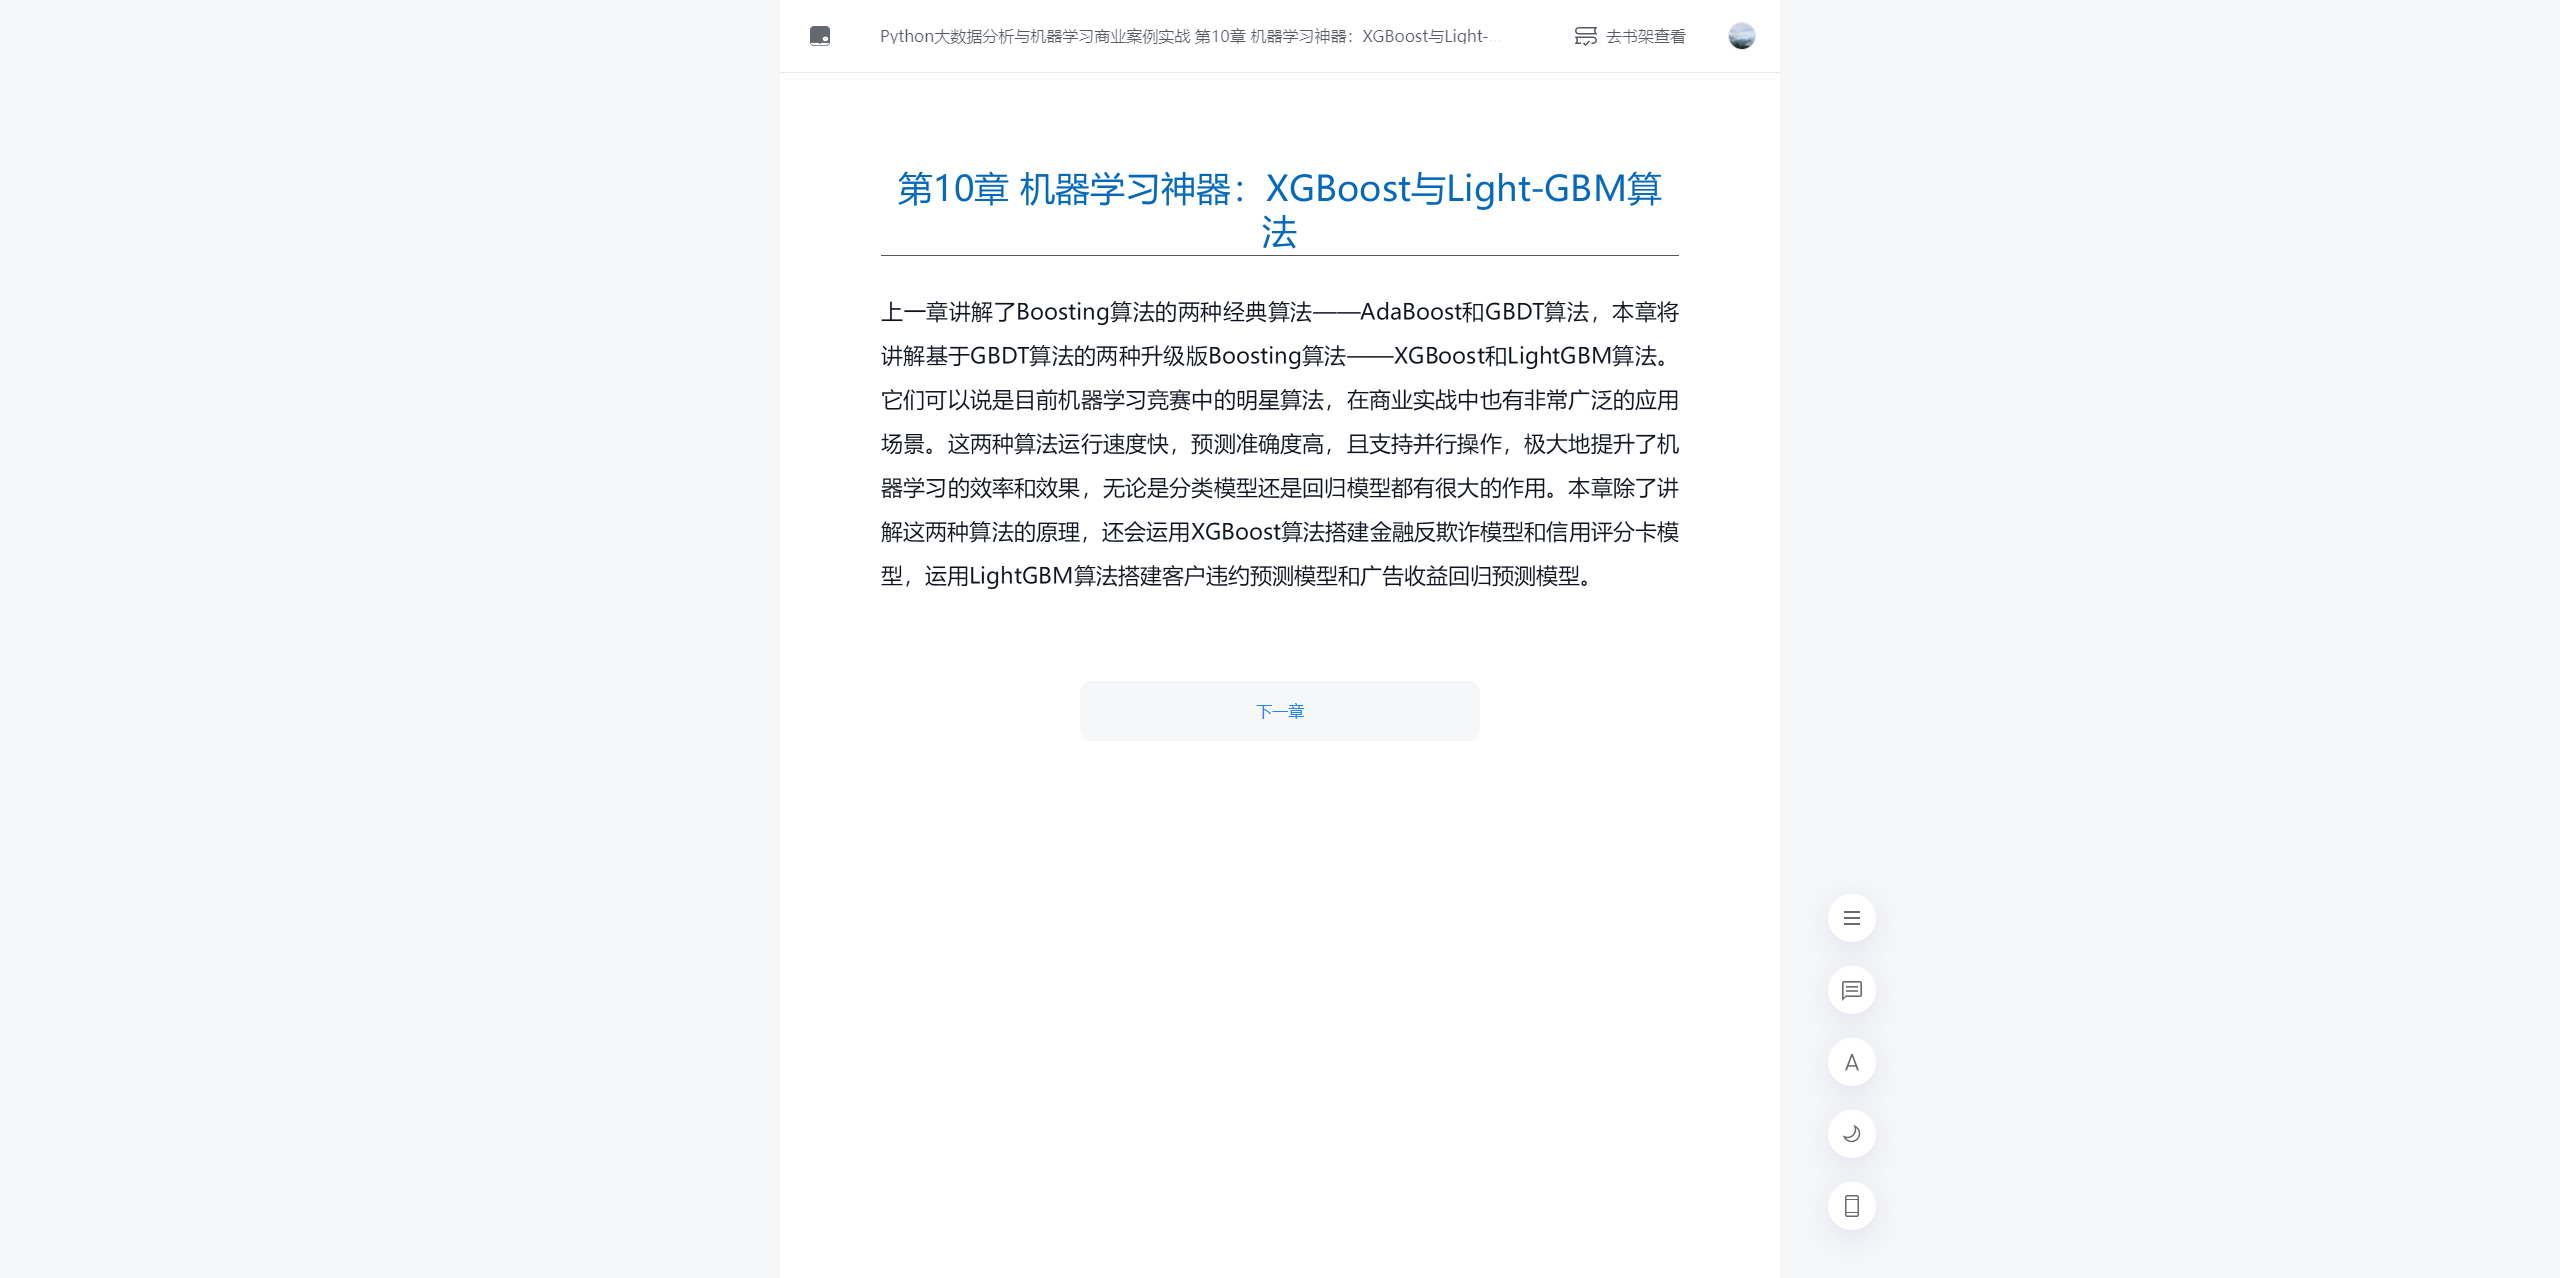 Python大数据分析与机器学习商业案例实战 第10章 机器学习神器：XGBoost与Light-...
去书架查看
第10章 机器学习神器：XGBoost与Light-GBM算
法
上一章讲解了Boosting算法的两种经典算法——AdaBoost和GBDT算法，本章将
讲解基于GBDT算法的两种升级版Boosting算法——XGBoost和LightGBM算法。
它们可以说是目前机器学习竞赛中的明星算法，在商业实战中也有非常广泛的应用
场景。这两种算法运行速度快，预测准确度高，且支持并行操作，极大地提升了机
器学习的效率和效果，无论是分类模型还是回归模型都有很大的作用。本章除了讲
解这两种算法的原理，还会运用XGBoost算法搭建金融反欺诈模型和信用评分卡模
型，运用LightGBM算法搭建客户违约预测模型和广告收益回归预测模型。
下一章
A